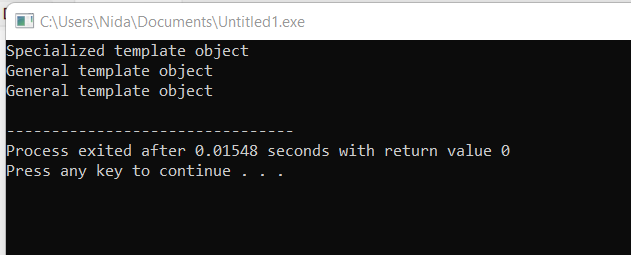 C:\Users\Nida\Documents\Untitled1.exe
Specialized template object
General template object
General template object
--------------------------------
Process exited after 0.01548 seconds with return value 0
Press any key to continue . . .